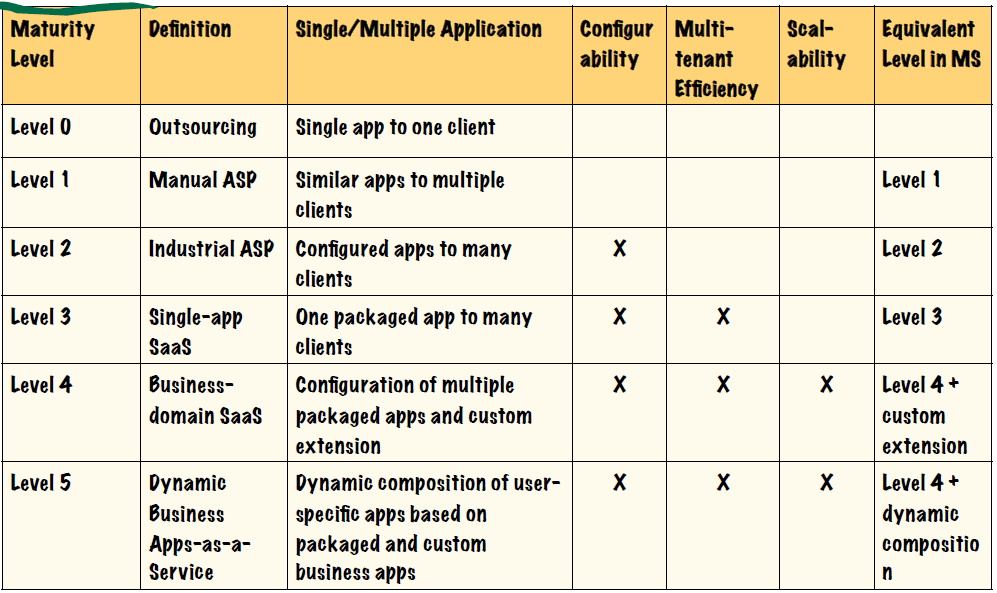 Maturity
Level
Definition
Single/Multiple Application
Configur
ability
Multi-
tenant
Efficiency
Scal-
ability
Equivalent
Level in MS
Level 0
Outsourcing
Single app to one client
Level 1
Manual ASP
Similar apps to multiple
clients
Level 1
Level 2
Industrial ASP
Configured apps to many
clients
X
Level 2
Level 3
Single-app
SaaS
One packaged app to many
clients
X
X
Level 3
Level 4
Business-
domain SaaS
Configuration of multiple
packaged apps and custom
extension
X
X
X
Level 4 +
custom
extension
Level 5
Dynamic
Business
Apps-as-a-
Service
Dynamic composition of user-
specific apps based on
packaged and custom
business apps
X
X
X
Level 4 +
dynamic
compositio
n